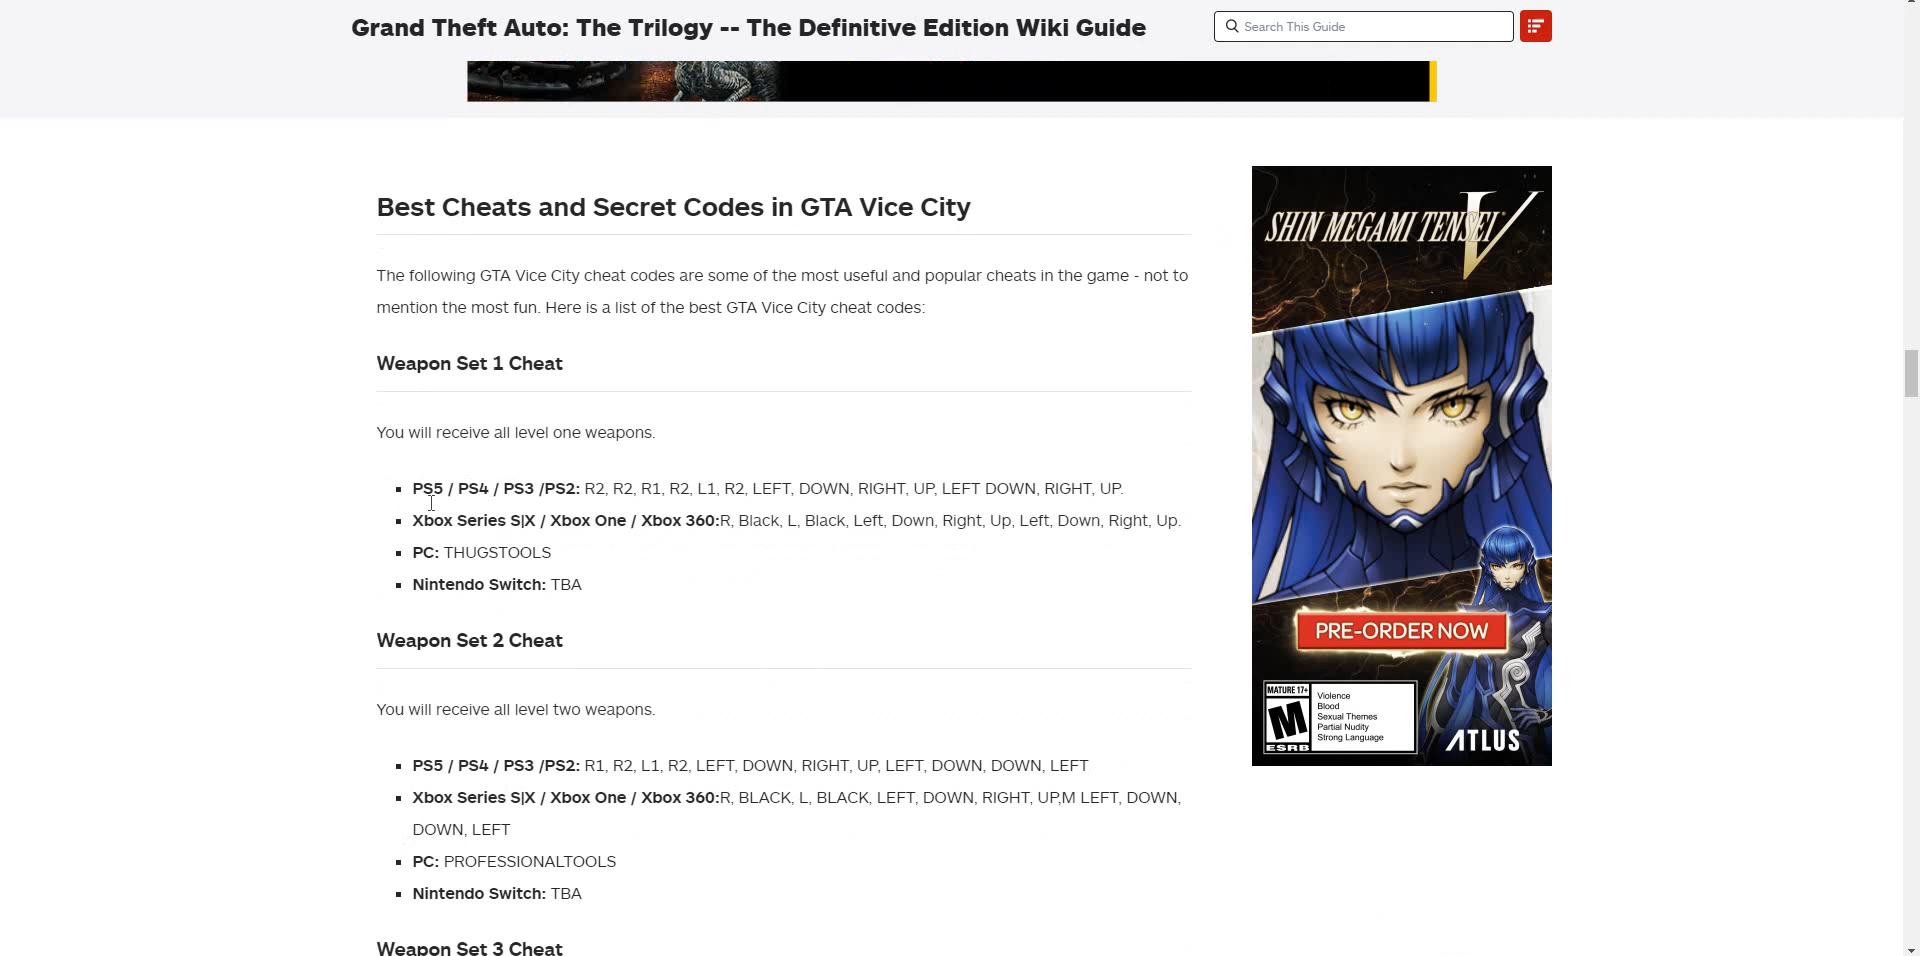 Grand Theft Auto: The Trilogy -- The Definitive Edition Wiki Guide
Search This Guide
Best Cheats and Secret Codes in GTA Vice City
The following GTA Vice City cheat codes are some of the most useful and popular cheats in the game - not to
mention the most fun. Here is a list of the best GTA Vice City cheat codes:
Weapon Set 1 Cheat
You will receive all level one weapons.
PS5 / PS4 / PS3 /PS2: R2, R2, R1, R2, L1, R2, LEFT, DOWN, RIGHT, UP, LEFT DOWN, RIGHT, UP.
Xbox Series S|X / Xbox One / Xbox 360:R, Black, L, Black, Left, Down, Right, Up, Left, Down, Right, Up.
PC: THUGSTOOLS
Nintendo Switch: TBA
Weapon Set 2 Cheat
You will receive all level two weapons.
PS5 / PS4 / PS3 /PS2: R1, R2, L1, R2, LEFT, DOWN, RIGHT, UP, LEFT, DOWN, DOWN, LEFT
Xbox Series S|X / Xbox One / Xbox 360:R, BLACK, L, BLACK, LEFT, DOWN, RIGHT, UP,M LEFT, DOWN,
DOWN, LEFT
PC: PROFESSIONALTOOLS
Nintendo Switch: TBA
Weapon Set 3 Cheat
SHIN MEGAMI TENSEI V
PRE-ORDER NOW
MATURE 17+
M
ESRB
Violence
Blood
Sexual Themes
Partial Nudity
Strong Language
ATLUS